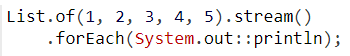 List.of(1, 2, 3, 4, 5).stream()
    .forEach(System.out::println);